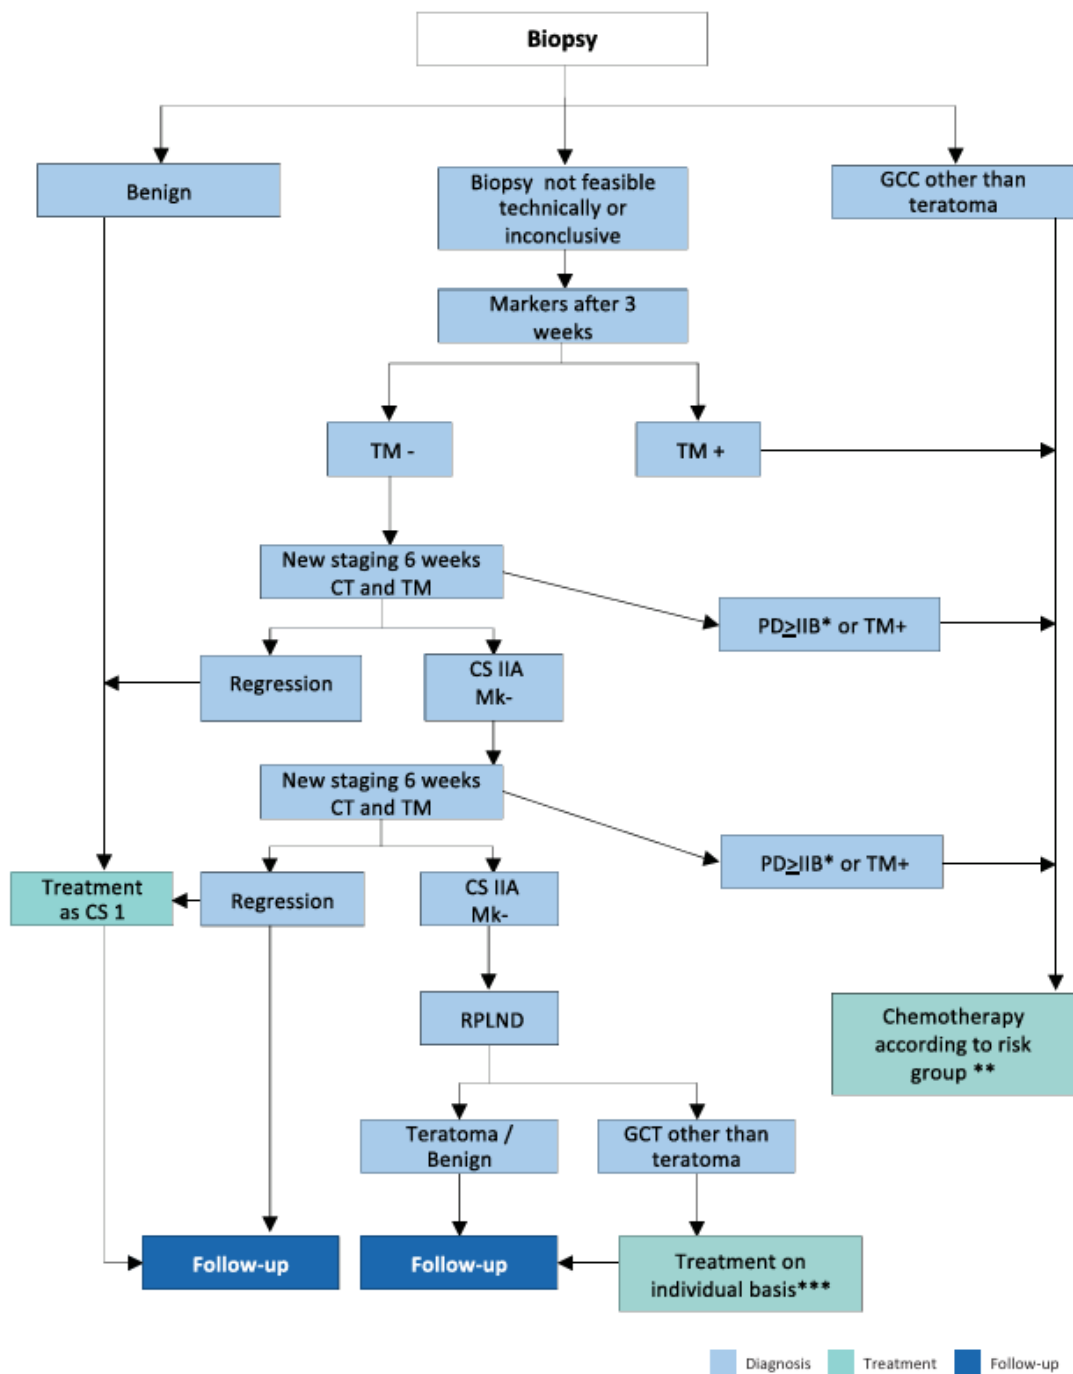 Biopsy
Benign
Biopsy not feasible
technically or
inconclusive
GCC other than
teratoma
Markers after 3
weeks
TM -
TM +
New staging 6 weeks
CT and TM
PD≥IIB* or TM+
Regression
CS IIA
Mk-
New staging 6 weeks
CT and TM
PD≥IIB* or TM+
Treatment
as CS 1
Regression
CS IIA
Mk-
RPLND
Chemotherapy
according to risk
group **
Teratoma /
Benign
GCT other than
teratoma
Follow-up
Follow-up
Treatment on
individual basis***
Diagnosis
Treatment
Follow-up